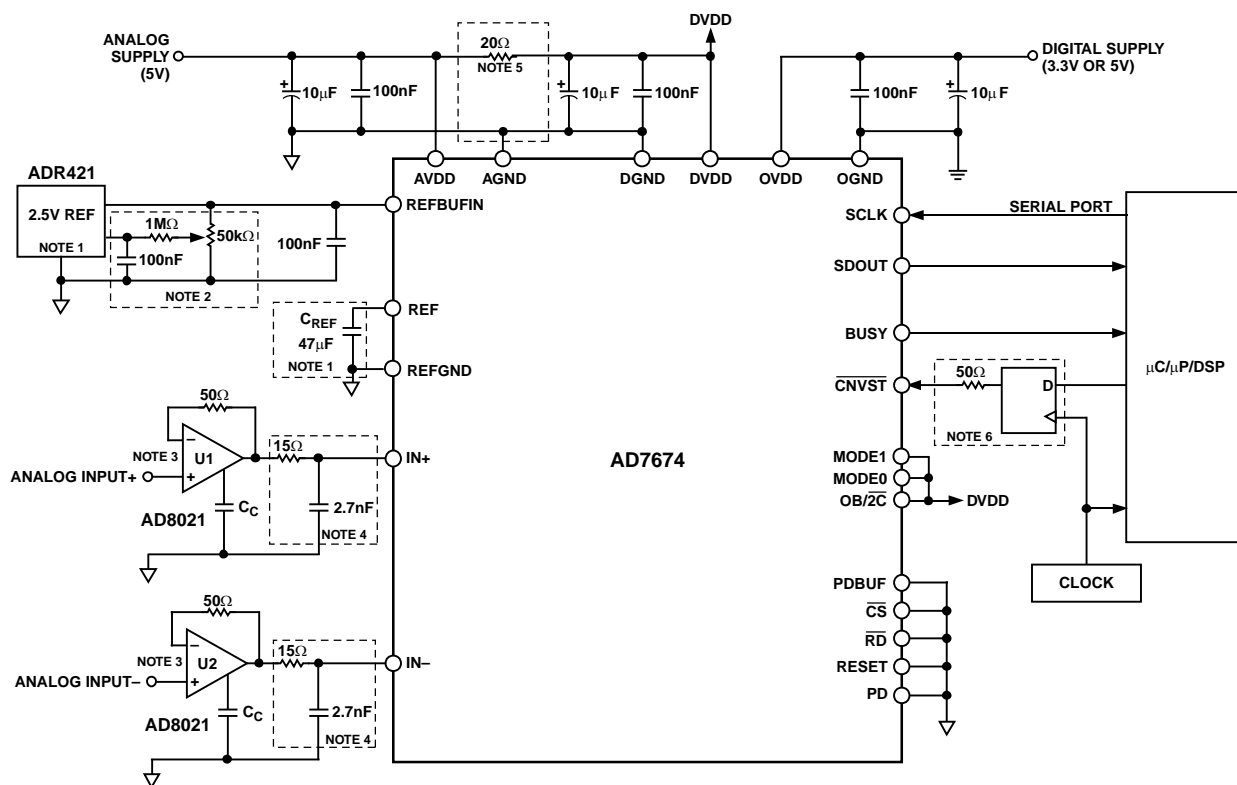 DVDD
ANALOG
SUPPLY
(5V)
20Ω
NOTE 5
DIGITAL SUPPLY
(3.3V OR 5V)
+
10μF
100nF
+
10μF
100nF
100nF
+
10μF
ADR421
2.5V REF
NOTE 1
1MΩ
50kΩ
100nF
NOTE 2
100nF
AVDD
AGND
DGND
DVDD
OVDD
OGND
REFBUFIN
SCLK
SERIAL PORT
SDOUT
REF
CREF
47μF
NOTE 1
BUSY
μC/μP/DSP
REFGND
CNVST
50Ω
D
NOTE 6
50Ω
−
NOTE 3
U1
+
ANALOG INPUT+
15Ω
IN+
AD7674
MODE1
MODE0
OB/2C
DVDD
CC
2.7nF
AD8021
NOTE 4
CLOCK
50Ω
−
NOTE 3
U2
+
ANALOG INPUT−
15Ω
IN−
PDBUF
CS
RD
RESET
PD
CC
2.7nF
AD8021
NOTE 4